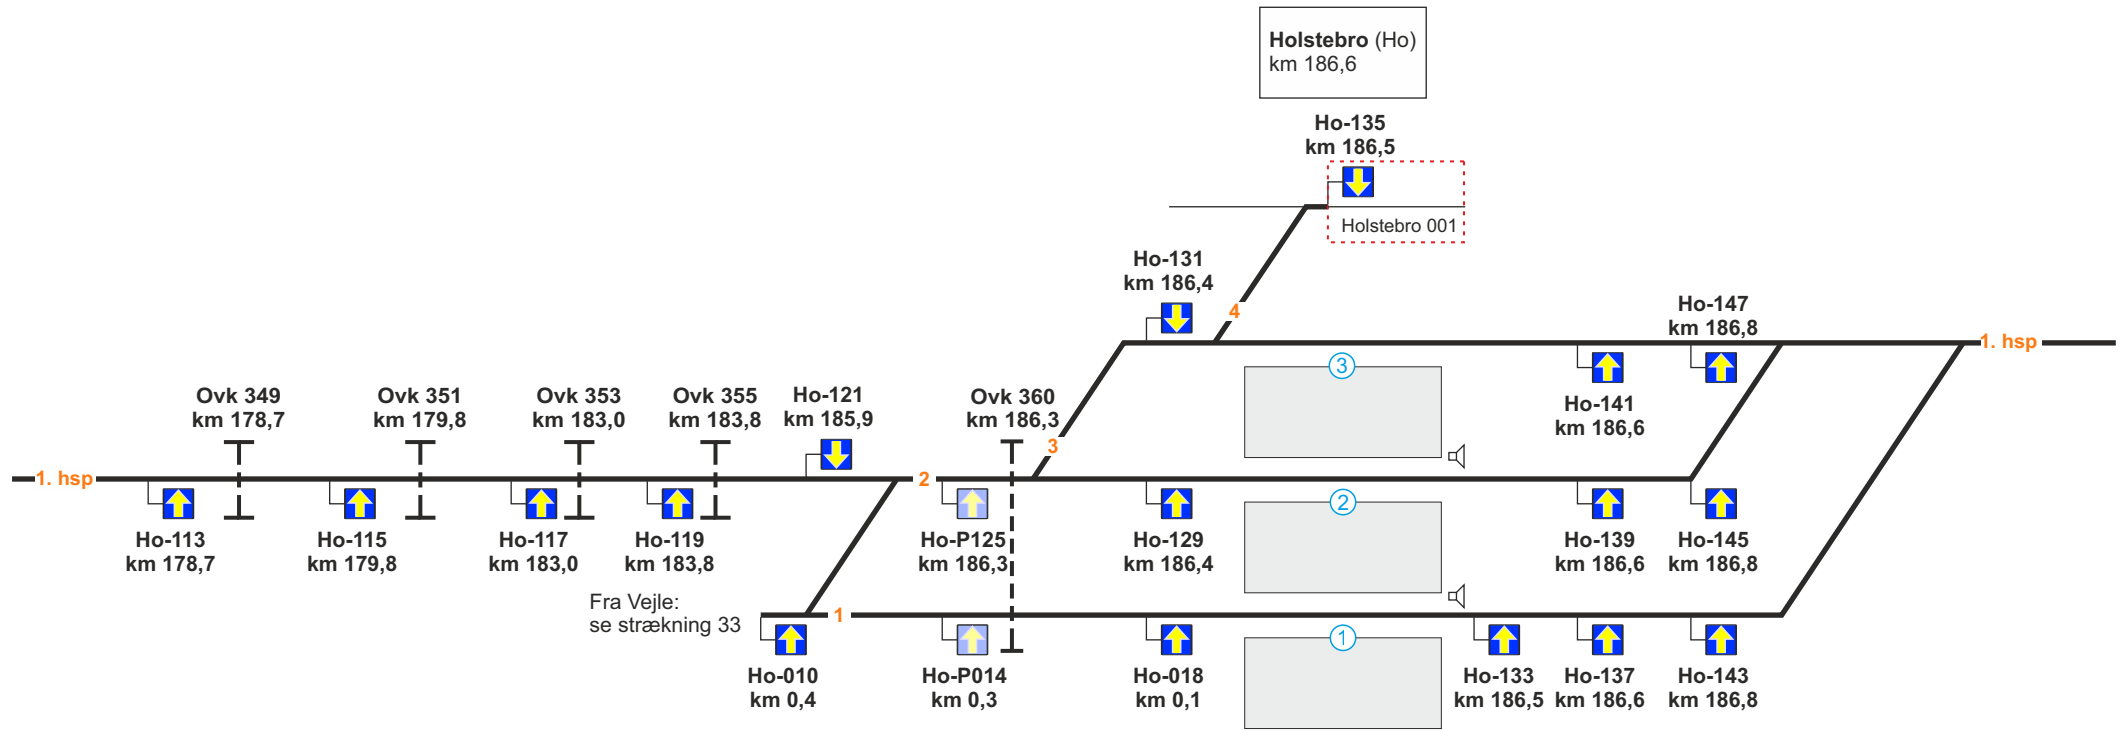 Holstebro (Ho)
km 186,6
Ho-135
km 186,5
Holstebro 001
Ho-131
km 186,4
4
Ho-147
km 186,8
1. hsp
3
Ho-141
km 186,6
Ovk 349
km 178,7
Ovk 351
km 179,8
Ovk 353
km 183,0
Ovk 355
km 183,8
Ho-121
km 185,9
Ovk 360
km 186,3
3
1. hsp
2
Ho-113
km 178,7
Ho-115
km 179,8
Ho-117
km 183,0
Ho-119
km 183,8
Ho-P125
km 186,3
Ho-129
km 186,4
2
Ho-139
km 186,6
Ho-145
km 186,8
Fra Vejle:
se strækning 33
1
Ho-010
km 0,4
Ho-P014
km 0,3
Ho-018
km 0,1
1
Ho-133
km 186,5
Ho-137
km 186,6
Ho-143
km 186,8